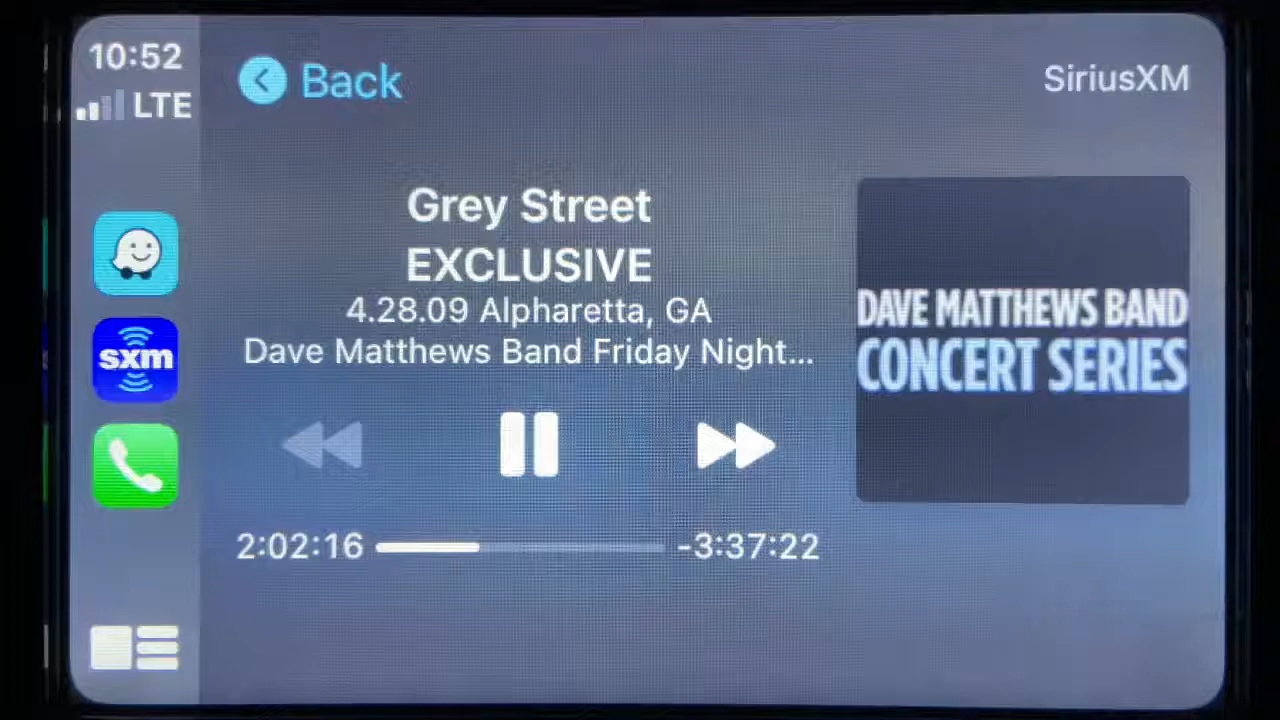 10:52
LTE
Back
SiriusXM
Grey Street
EXCLUSIVE
4.28.09 Alpharetta, GA
Dave Matthews Band Friday Night...
DAVE MATTHEWS BAND
CONCERT SERIES
sxm
2:02:16
-3:37:22